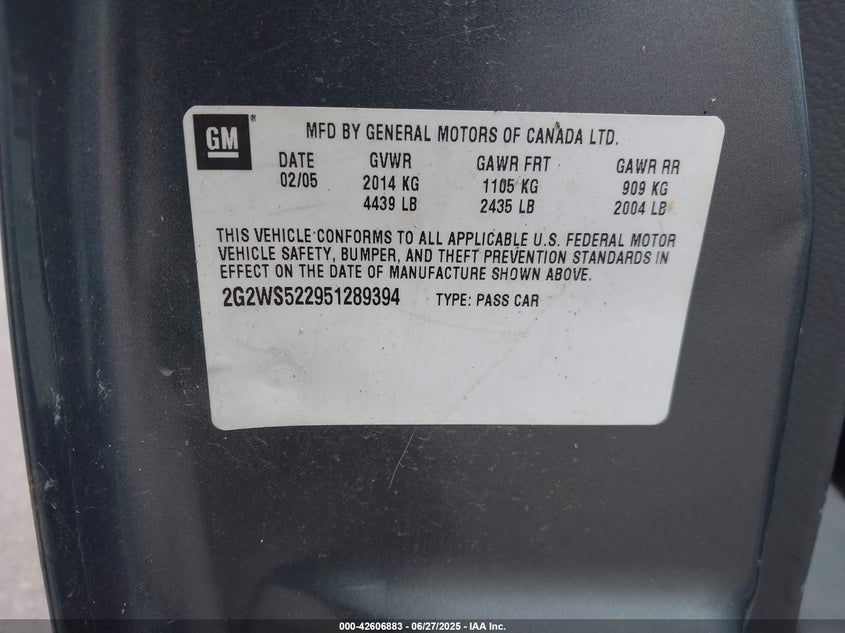 GM®
MFD BY GENERAL MOTORS OF CANADA LTD.
DATE GVWR GAWR FRT GAWR RR
02/05 2014 KG 1105 KG 909 KG
4439 LB 2435 LB 2004 LB
THIS VEHICLE CONFORMS TO ALL APPLICABLE U.S. FEDERAL MOTOR
VEHICLE SAFETY, BUMPER, AND THEFT PREVENTION STANDARDS IN
EFFECT ON THE DATE OF MANUFACTURE SHOWN ABOVE.
2G2WS522951289394 TYPE: PASS CAR
000-42606883 / 06/27/2025 - IAA Inc.